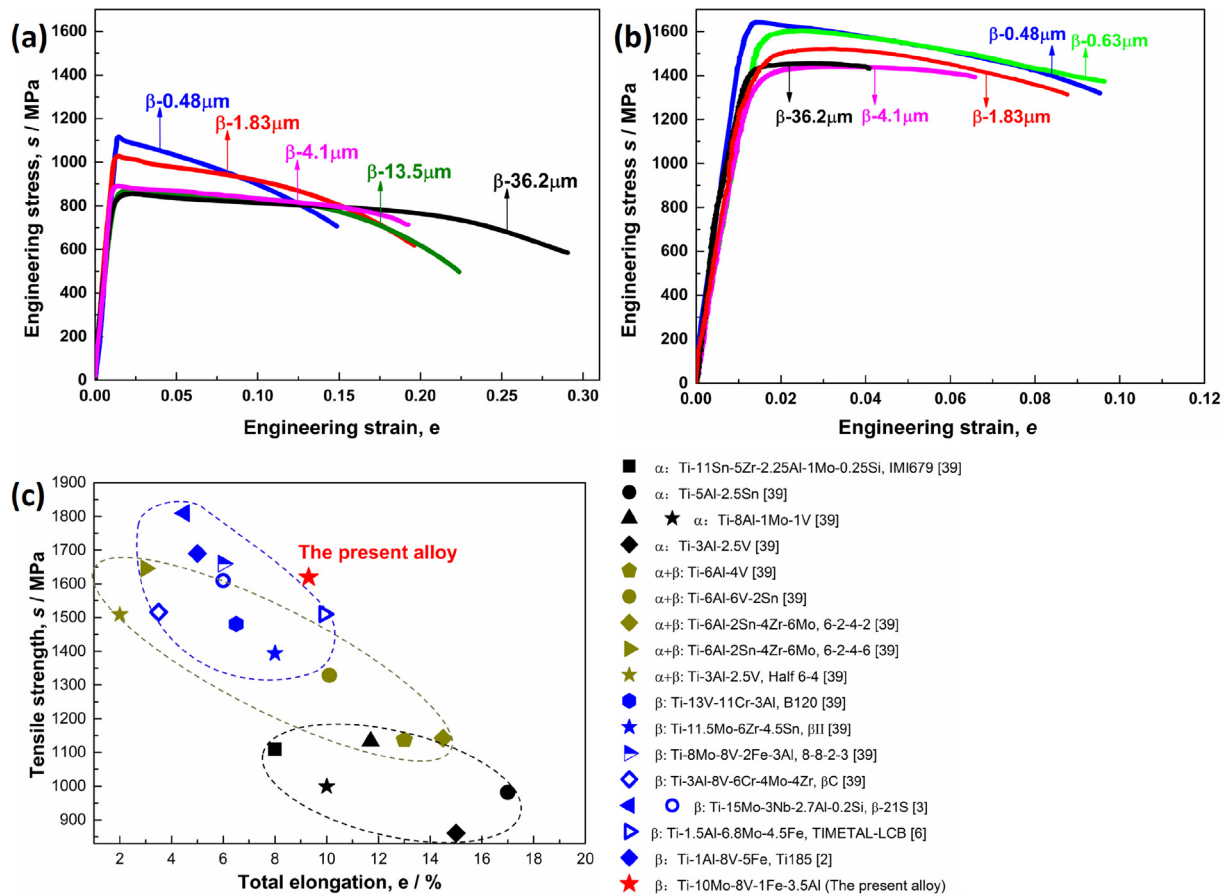 (a)
1600
1400
1200
1000
800
600
400
200
0
Engineering stress, s / MPa
β-0.48μm
β-1.83μm
β-4.1μm
β-13.5μm
β-36.2μm
0.00 0.05 0.10 0.15 0.20 0.25 0.30
Engineering strain, e
(b)
1600
1400
1200
1000
800
600
400
200
0
Engineering stress, s / MPa
β-0.48μm
β-0.63μm
β-36.2μm
β-4.1μm
β-1.83μm
0.00 0.02 0.04 0.06 0.08 0.10 0.12
Engineering strain, e
(c)
1900
1800
1700
1600
1500
1400
1300
1200
1100
1000
900
Tensile strength, s / MPa
The present alloy
2 4 6 8 10 12 14 16 18 20
Total elongation, e / %
α: Ti-11Sn-5Zr-2.25Al-1Mo-0.25Si, IMI679 [39]
α: Ti-5Al-2.5Sn [39]
α: Ti-8Al-1Mo-1V [39]
α: Ti-3Al-2.5V [39]
α+β: Ti-6Al-4V [39]
α+β: Ti-6Al-6V-2Sn [39]
α+β: Ti-6Al-2Sn-4Zr-6Mo, 6-2-4-2 [39]
α+β: Ti-6Al-2Sn-4Zr-6Mo, 6-2-4-6 [39]
α+β: Ti-3Al-2.5V, Half 6-4 [39]
β: Ti-13V-11Cr-3Al, B120 [39]
β: Ti-11.5Mo-6Zr-4.5Sn, βII [39]
β: Ti-8Mo-8V-2Fe-3Al, 8-8-2-3 [39]
β: Ti-3Al-8V-6Cr-4Mo-4Zr, βC [39]
β: Ti-15Mo-3Nb-2.7Al-0.2Si, β-21S [3]
β: Ti-1.5Al-6.8Mo-4.5Fe, TIMETAL-LCB [6]
β: Ti-1Al-8V-5Fe, Ti185 [2]
β: Ti-10Mo-8V-1Fe-3.5Al (The present alloy)